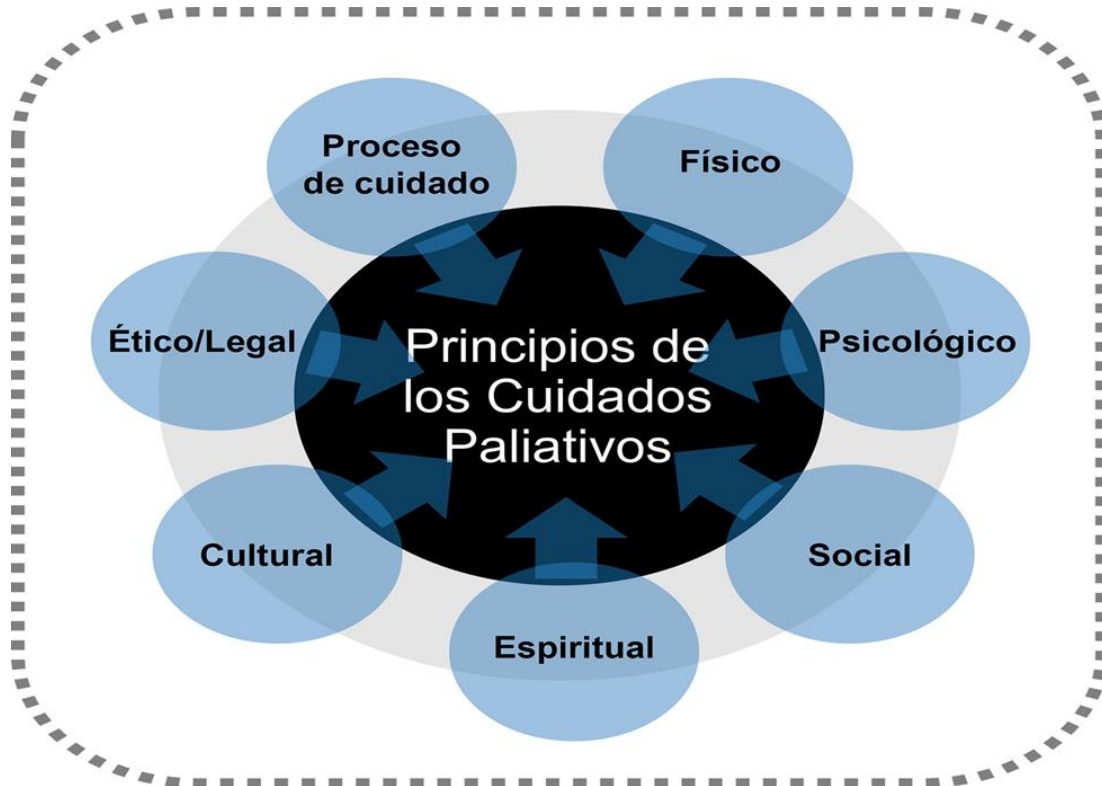 Proceso
de cuidado
Físico
Ético/Legal
Principios de
los Cuidados
Paliativos
Psicológico
Cultural
Social
Espiritual